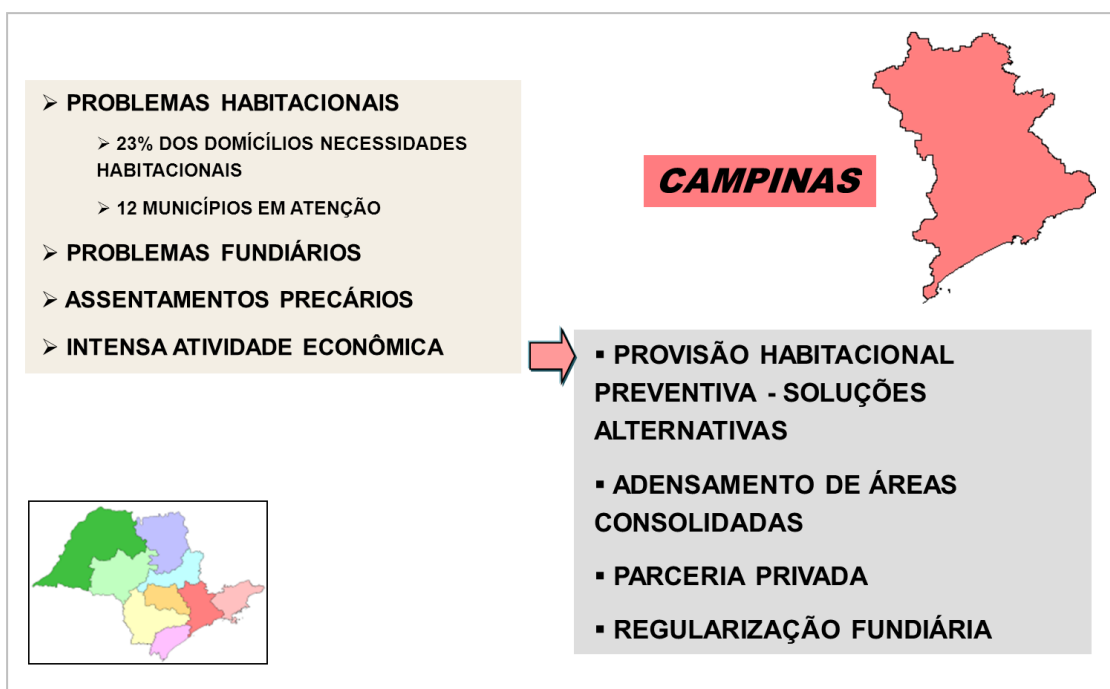 ➢ PROBLEMAS HABITACIONAIS
➢ 23% DOS DOMÍCÍLIOS NECESSIDADES
HABITACIONAIS
➢ 12 MUNICÍPIOS EM ATENÇÃO
➢ PROBLEMAS FUNDIÁRIOS
➢ ASSENTAMENTOS PRECÁRIOS
➢ INTENSA ATIVIDADE ECONÔMICA
CAMPINAS
▪ PROVISÃO HABITACIONAL
PREVENTIVA - SOLUÇÕES
ALTERNATIVAS
▪ ADENSAMENTO DE ÁREAS
CONSOLIDADAS
▪ PARCERIA PRIVADA
▪ REGULARIZAÇÃO FUNDIÁRIA